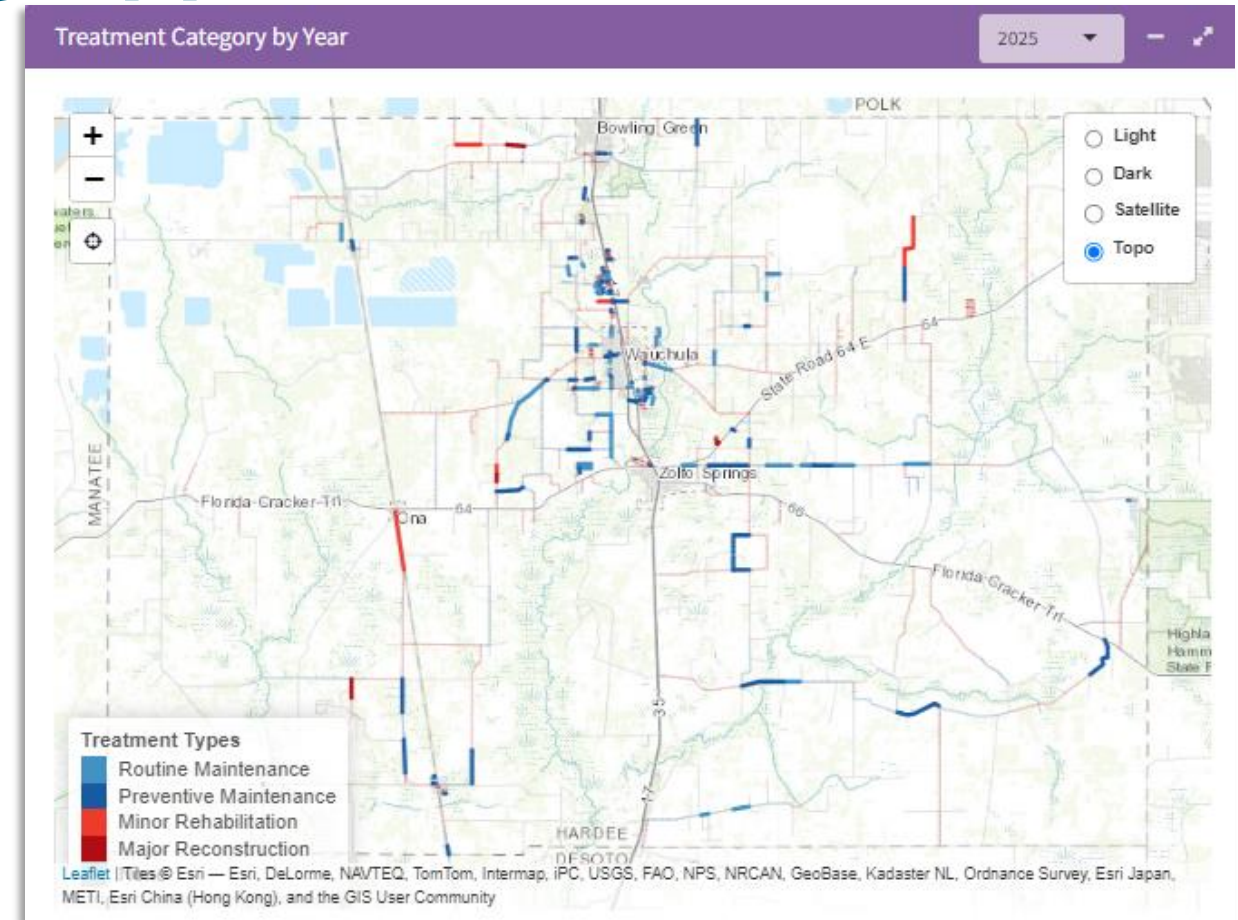 Treatment Category by Year
2025
+
−
POLK
Bowling Green
Light
Dark
Satellite
Topo
64
State Road 64 E
Wauchula
MANATEE
Zolfo Springs
Florida-Cracker-Trl
64
Ona
66
Florida-Cracker-Trl
Highla
Hamm
State F
35
17
Treatment Types
Routine Maintenance
Preventive Maintenance
Minor Rehabilitation
Major Reconstruction
HARDEE
DESOTO
Leaflet | Tiles © Esri — Esri, DeLorme, NAVTEQ, TomTom, Intermap, iPC, USGS, FAO, NPS, NRCAN, GeoBase, Kadaster NL, Ordnance Survey, Esri Japan,
METI, Esri China (Hong Kong), and the GIS User Community